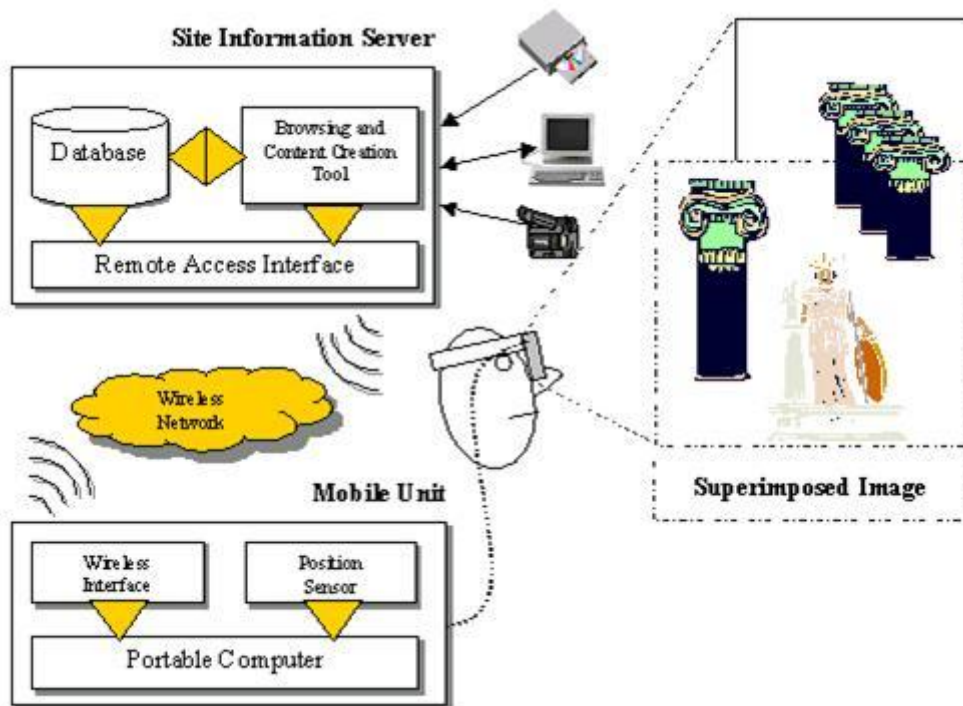 Site Information Server
Database
Browsing and
Content Creation
Tool
Remote Access Interface
Wireless
Network
Mobile Unit
Wireless
Interface
Position
Sensor
Portable Computer
Superimposed Image